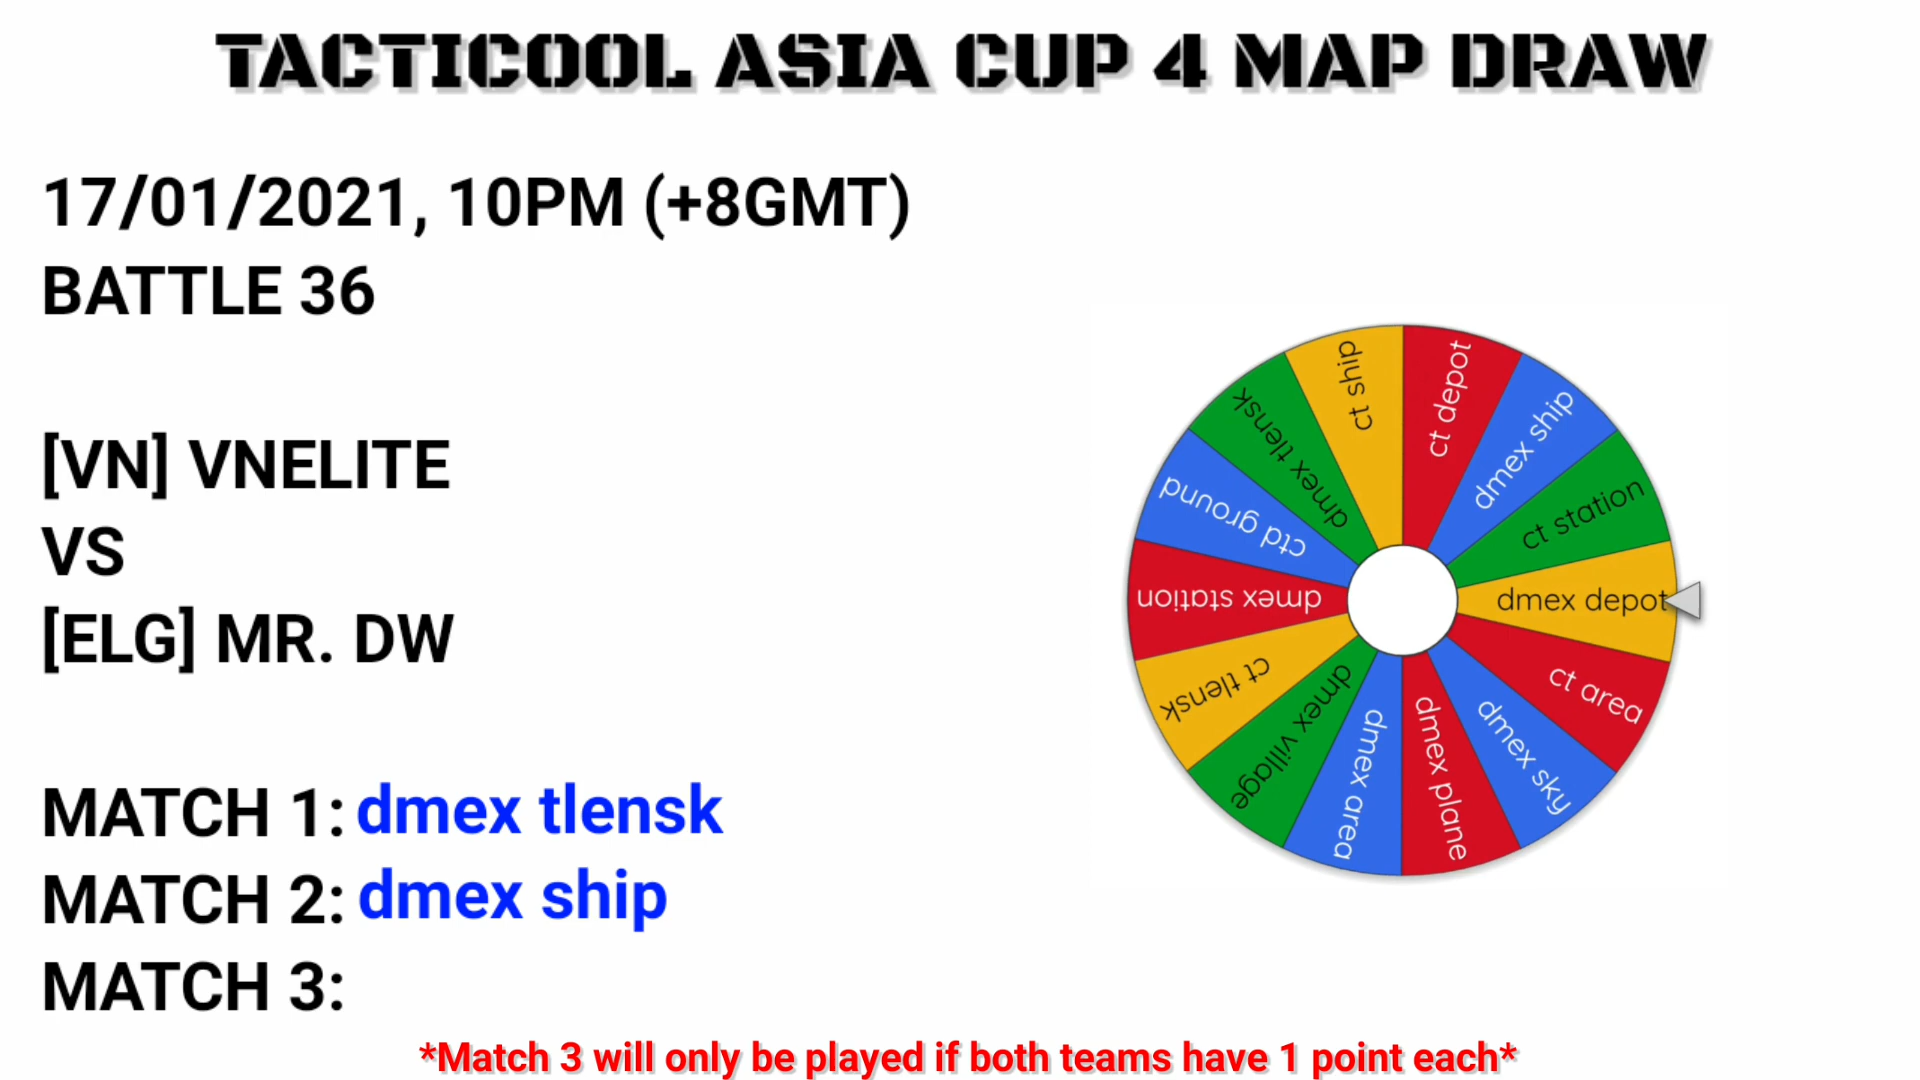 TACTICOOL ASIA CUP 4 MAP DRAW
17/01/2021, 10PM (+8GMT)
BATTLE 36
[VN] VNELITE
VS
[ELG] MR. DW
MATCH 1: dmex tlensk
MATCH 2: dmex ship
MATCH 3:
ct depot
dmex ship
ct station
dmex depot
ct area
dmex sky
dmex plane
dmex area
dmex village
ct tlensk
dmex station
ctd ground
dmex tlensk
ct ship
*Match 3 will only be played if both teams have 1 point each*